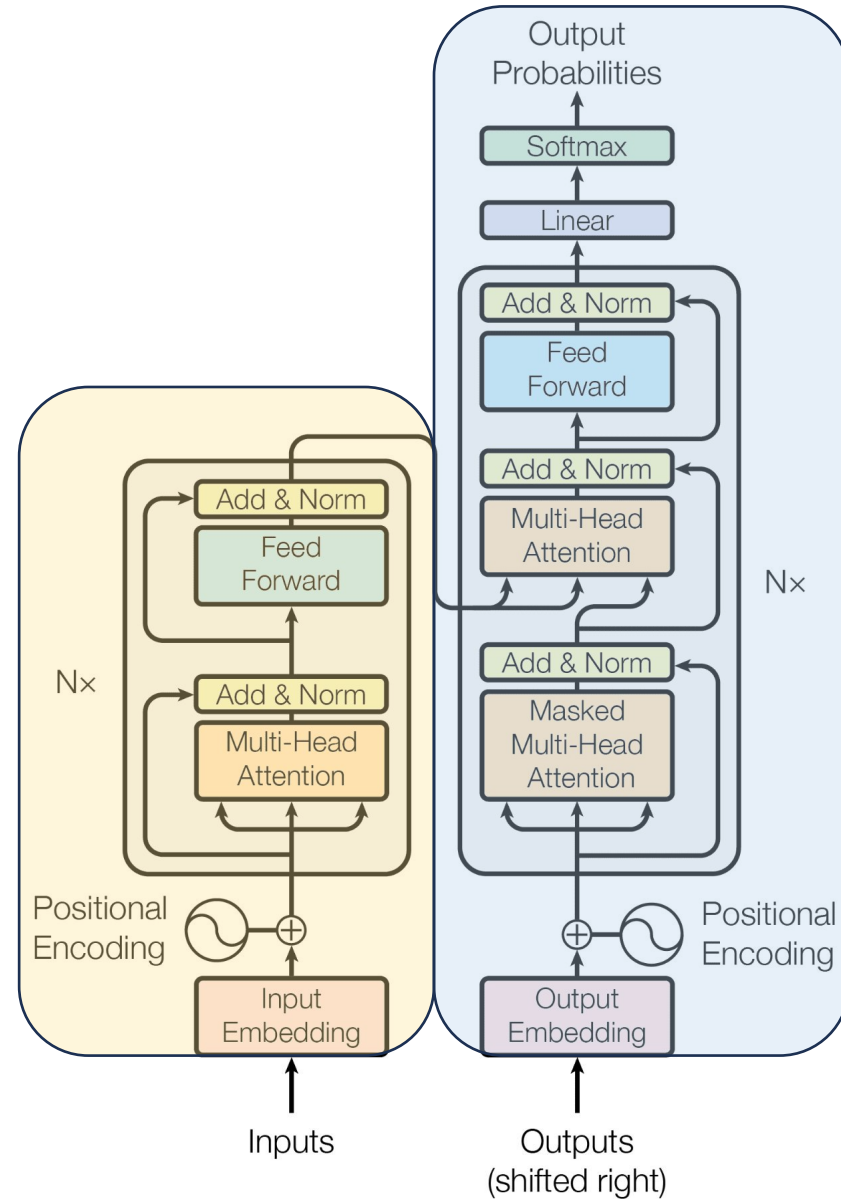 Output
Probabilities
Softmax
Linear
Add & Norm
Feed
Forward
Add & Norm
Multi-Head
Attention
Nx
Add & Norm
Masked
Multi-Head
Attention
Positional
Encoding
Output
Embedding
Outputs
(shifted right)
Add & Norm
Feed
Forward
Nx
Add & Norm
Multi-Head
Attention
Positional
Encoding
Input
Embedding
Inputs